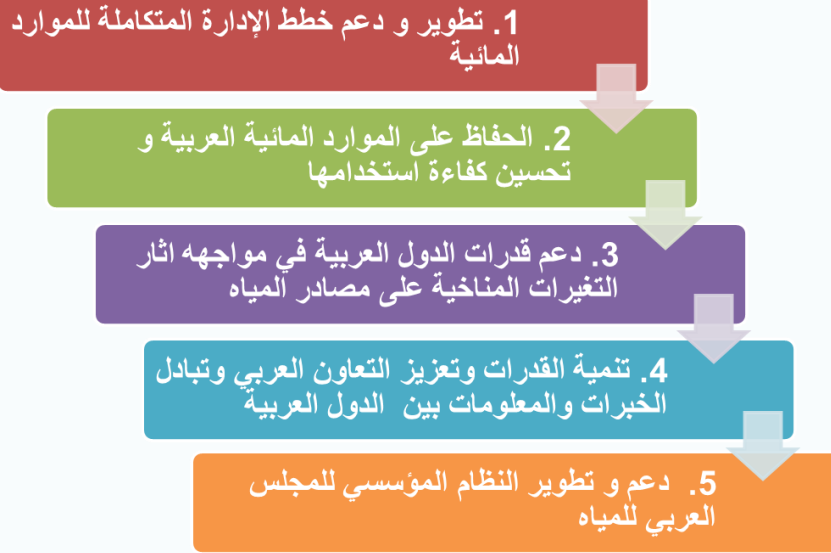 1. تطوير و دعم خطط الإدارة المتكاملة للموارد
المائية
2. الحفاظ على الموارد المائية العربية و
تحسين كفاءة استخدامها
3. دعم قدرات الدول العربية في مواجهه اثار
التغيرات المناخية على مصادر المياه
4. تنمية القدرات وتعزيز التعاون العربي وتبادل
الخبرات والمعلومات بين الدول العربية
5. دعم و تطوير النظام المؤسسي للمجلس
العربي للمياه